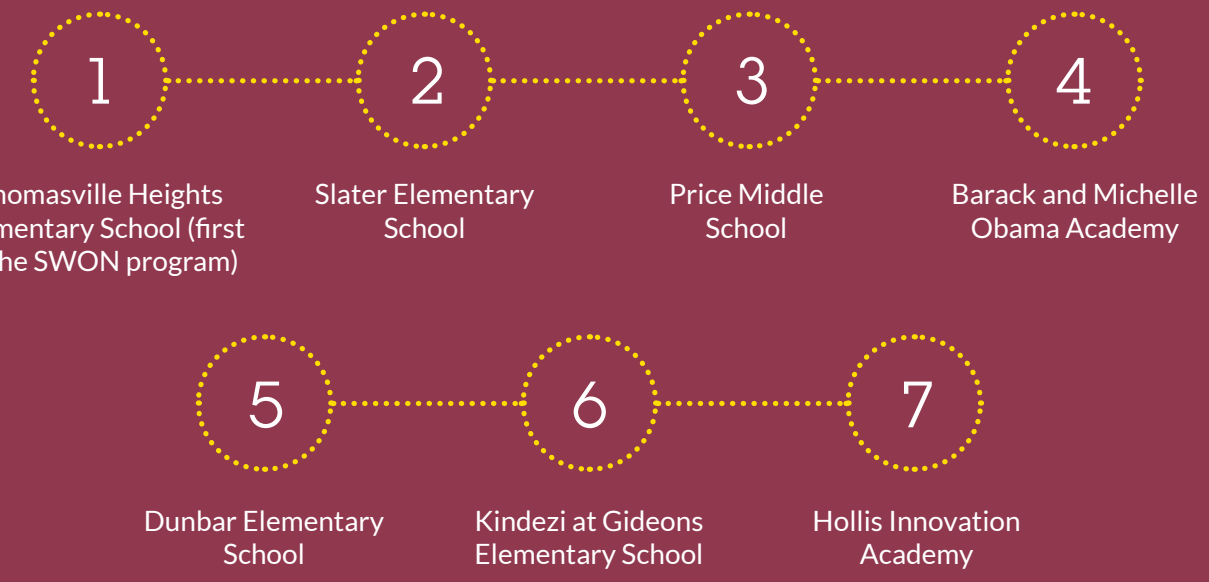 1
2
3
4
homasville Heights
mentary School (first
he SWON program)
Slater Elementary
School
Price Middle
School
Barack and Michelle
Obama Academy
5
6
7
Dunbar Elementary
School
Kindezi at Gideons
Elementary School
Hollis Innovation
Academy